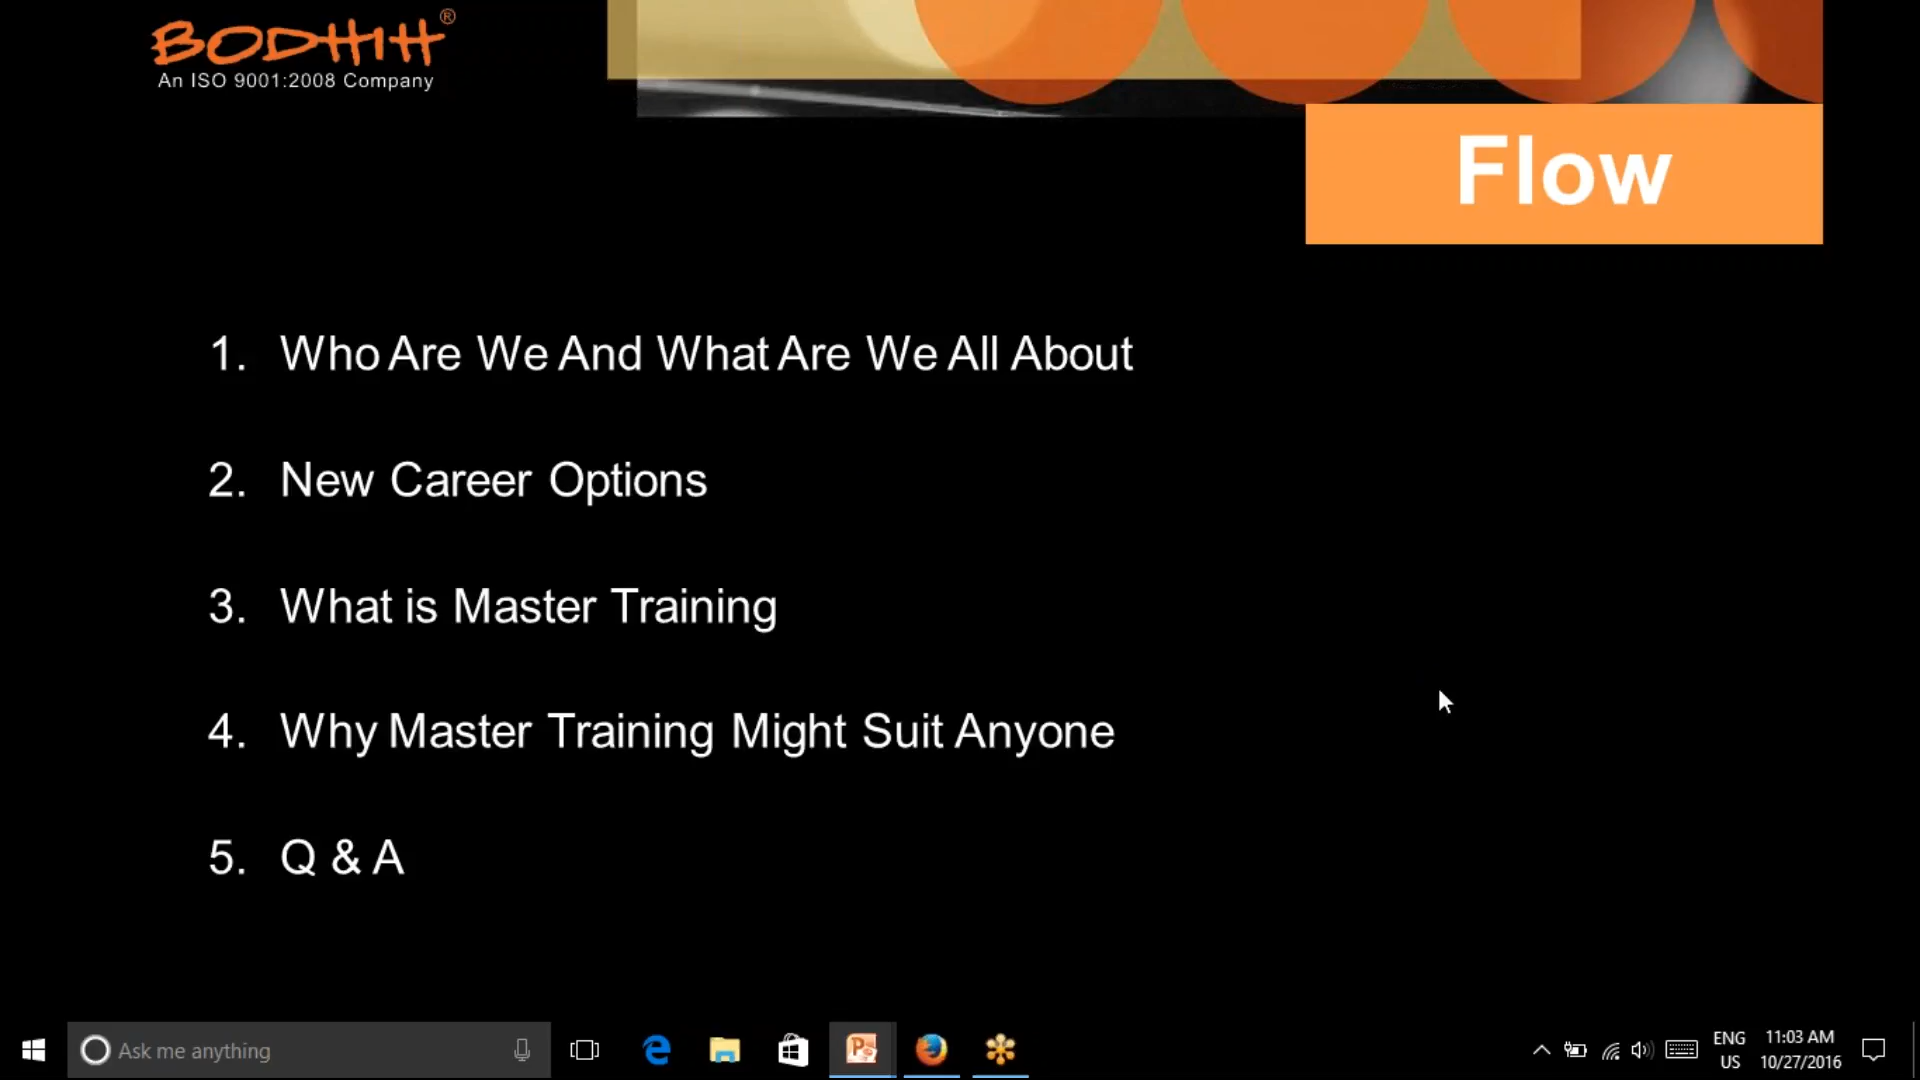 BODHIH®
An ISO 9001:2008 Company
Flow
1. Who Are We And What Are We All About
2. New Career Options
3. What is Master Training
4. Why Master Training Might Suit Anyone
5. Q & A
Ask me anything
ENG
US
11:03 AM
10/27/2016